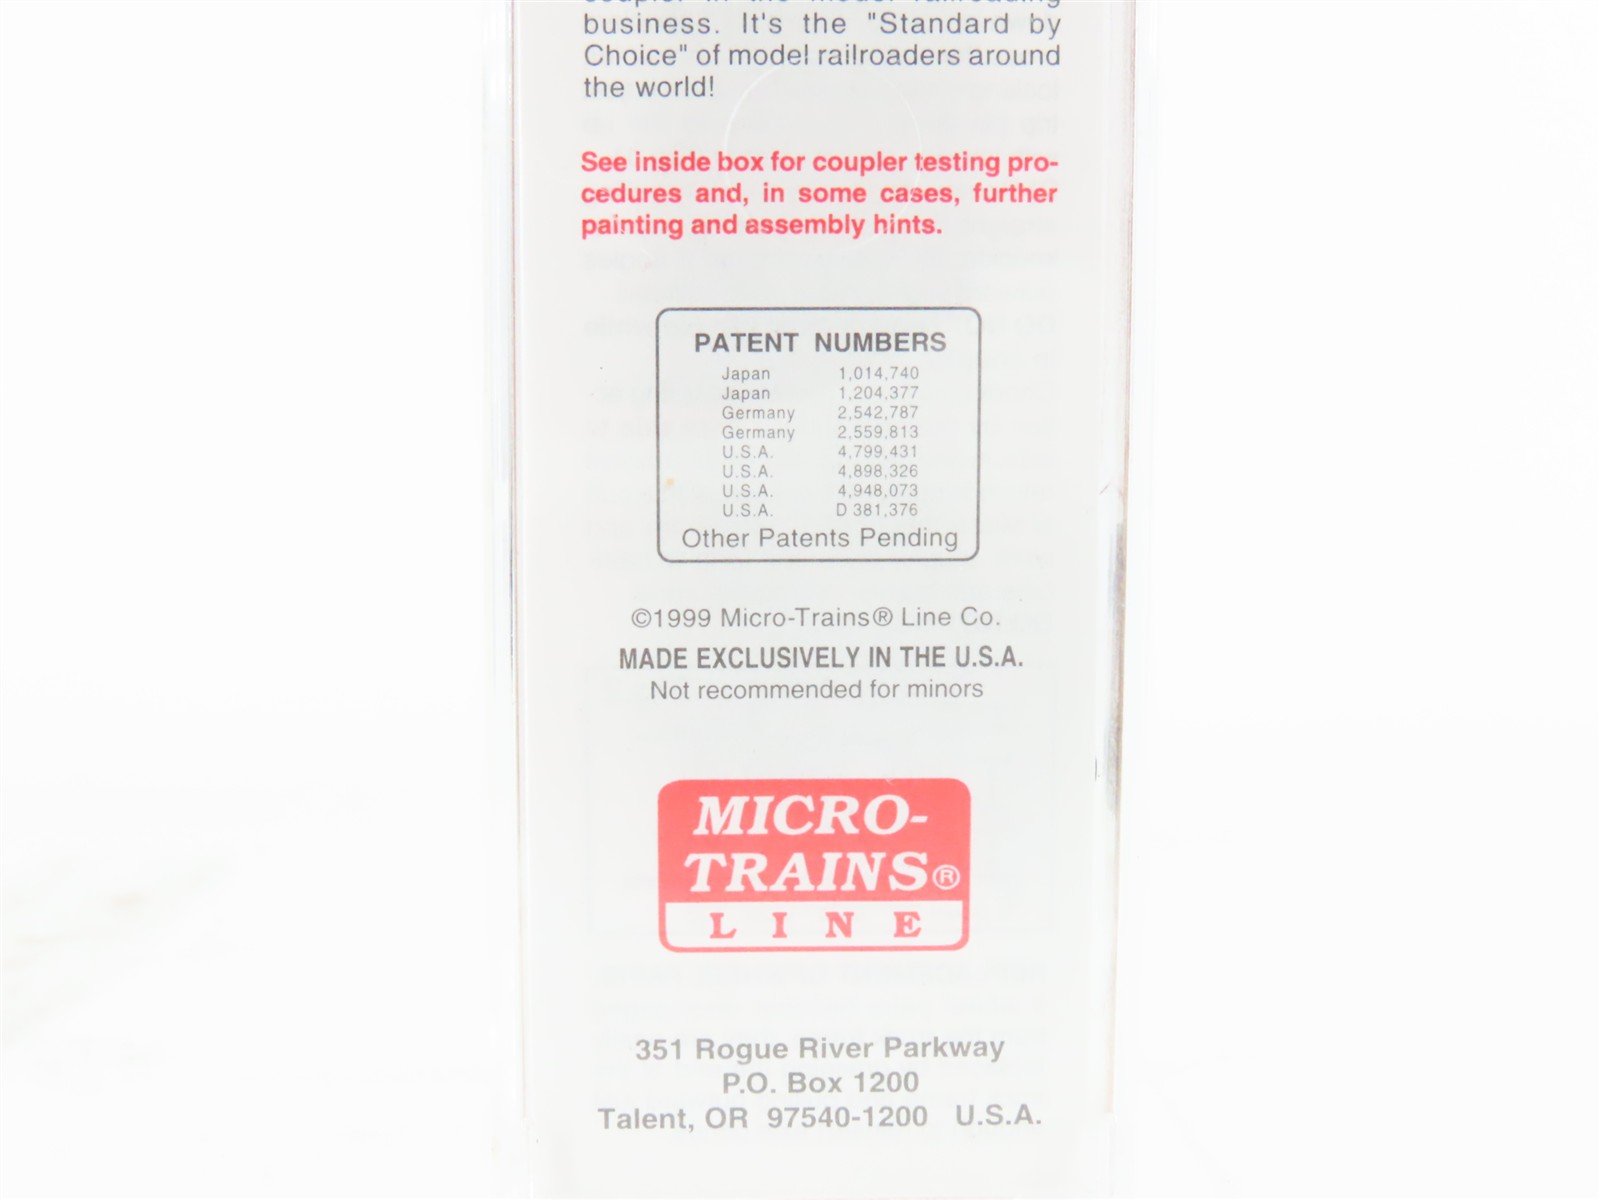 business. It's the "Standard by
Choice" of model railroaders around
the world!
See inside box for coupler testing pro-
cedures and, in some cases, further
painting and assembly hints.
PATENT NUMBERS
Japan 1,014,740
Japan 1,204,377
Germany 2,542,787
Germany 2,559,813
U.S.A. 4,799,431
U.S.A. 4,898,326
U.S.A. 4,948,073
U.S.A. D 381,376
Other Patents Pending
©1999 Micro-Trains® Line Co.
MADE EXCLUSIVELY IN THE U.S.A.
Not recommended for minors
MICRO-
TRAINS®
LINE
351 Rogue River Parkway
P.O. Box 1200
Talent, OR 97540-1200 U.S.A.